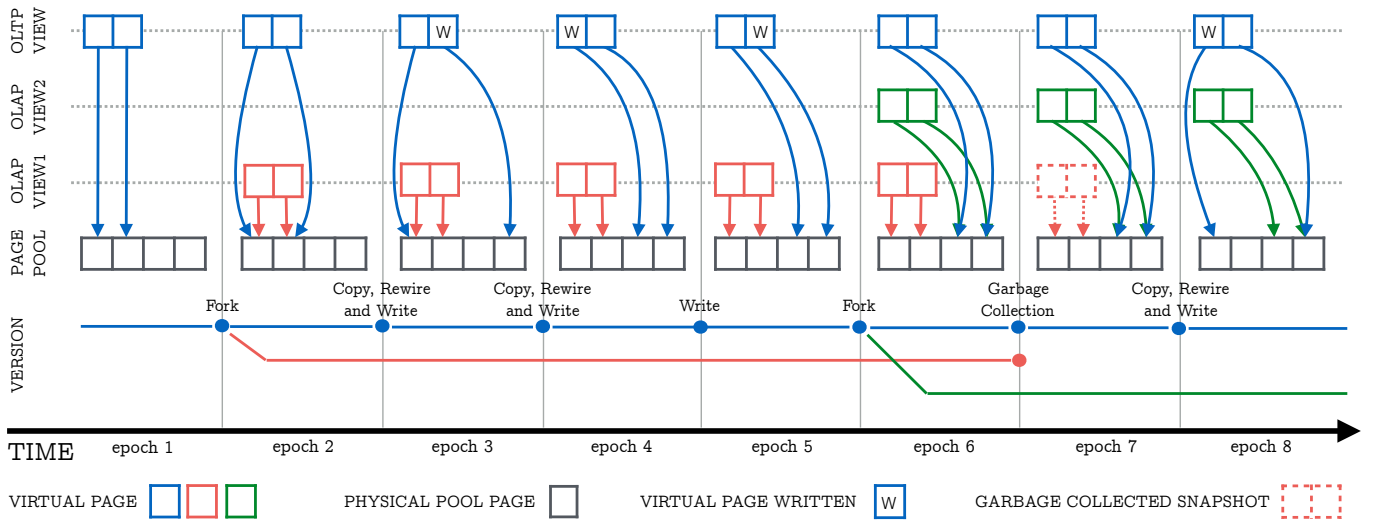 OLTP
VIEW
W
W
W
W
OLAP
VIEW2
OLAP
VIEW1
PAGE
POOL
VERSION
Fork
Copy, Rewire
and Write
Copy, Rewire
and Write
Write
Fork
Garbage
Collection
Copy, Rewire
and Write
TIME
epoch 1
epoch 2
epoch 3
epoch 4
epoch 5
epoch 6
epoch 7
epoch 8
VIRTUAL PAGE
PHYSICAL POOL PAGE
VIRTUAL PAGE WRITTEN
W
GARBAGE COLLECTED SNAPSHOT